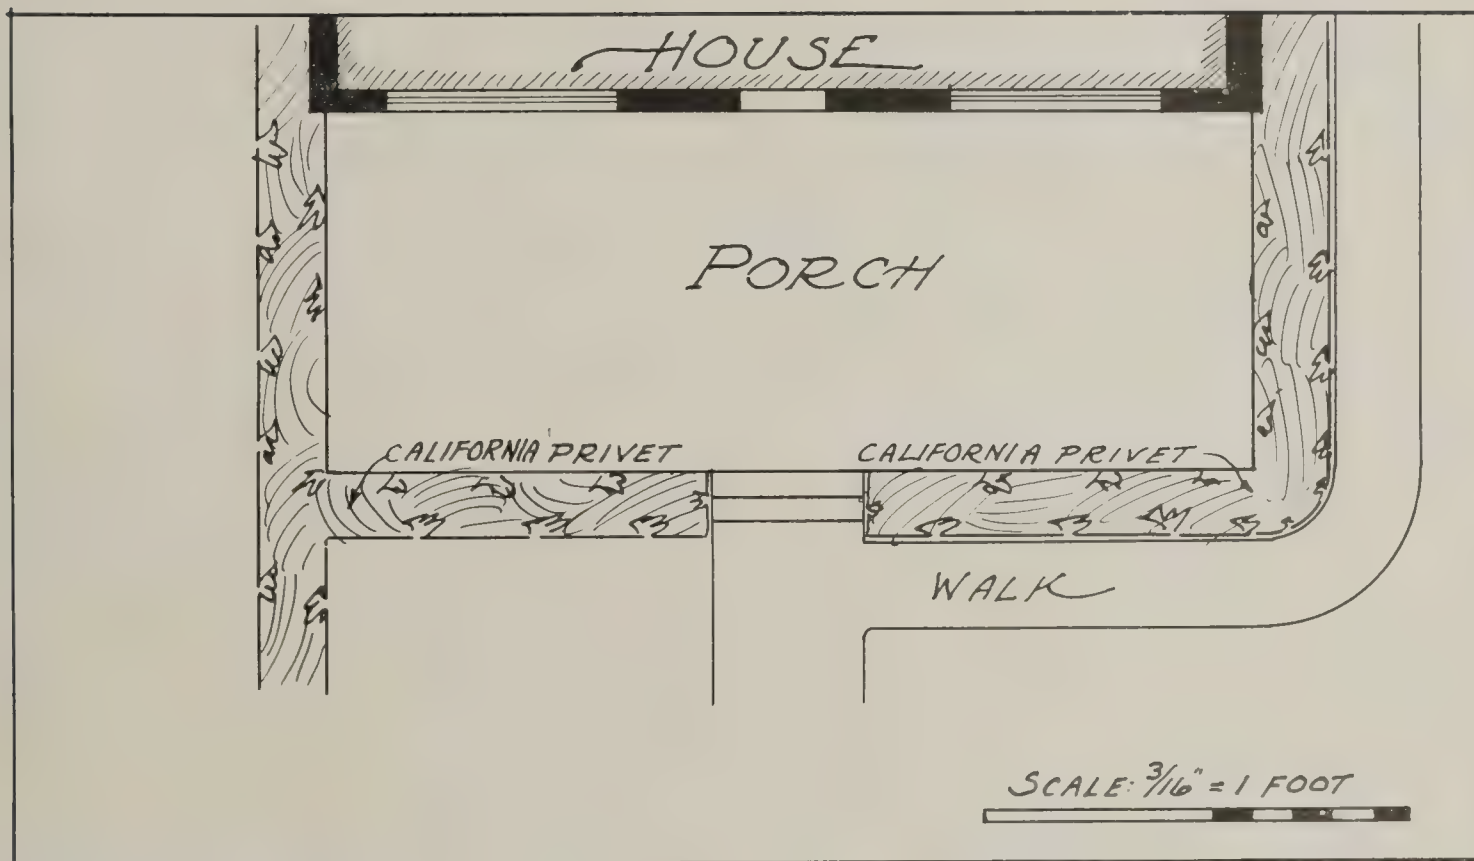 HOUSE
PORCH
CALIFORNIA PRIVET
CALIFORNIA PRIVET
WALK
SCALE: 3/16" = 1 FOOT